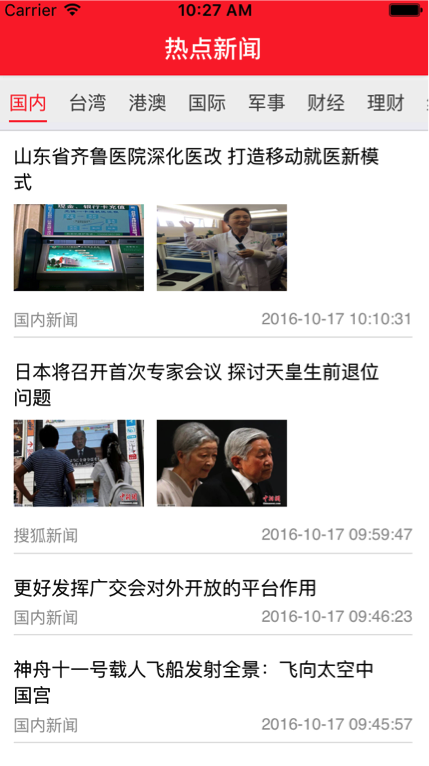 Carrier 10:27 AM
热点新闻
国内 台湾 港澳 国际 军事 财经 理财
山东省齐鲁医院深化医改 打造移动就医新模
式
现金、银行卡充值
国内新闻 2016-10-17 10:10:31
日本将召开首次专家会议 探讨天皇生前退位
问题
搜狐新闻 2016-10-17 09:59:47
更好发挥广交会对外开放的平台作用
国内新闻 2016-10-17 09:46:23
神舟十一号载人飞船发射全景：飞向太空中
国宫
国内新闻 2016-10-17 09:45:57